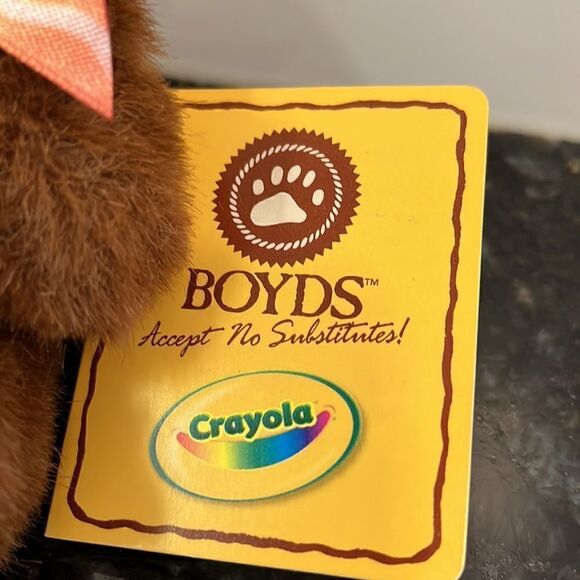 BOYDS™
Accept No Substitutes!
Crayola